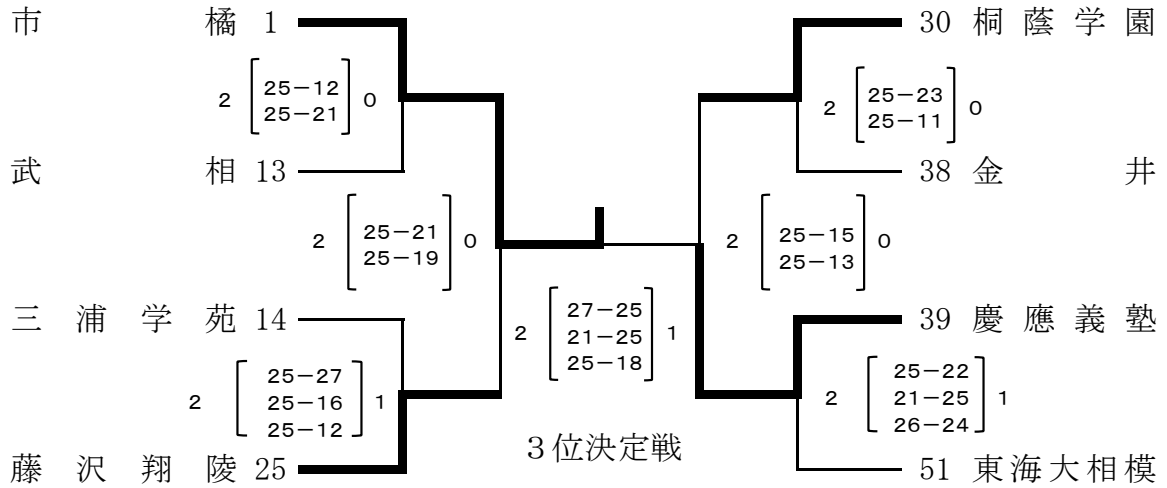 市橘 1
30 桐蔭学園
2 25−12 0
25−21
2 25−23 0
25−11
武相 13
38 金井
2 25−21 0
25−19
2 25−15 0
25−13
三浦学苑 14
39 慶應義塾
2 27−25 1
21−25
25−18
2 25−27 1
25−16
25−12
2 25−22 1
21−25
26−24
3位決定戦
藤沢翔陵 25
51 東海大相模